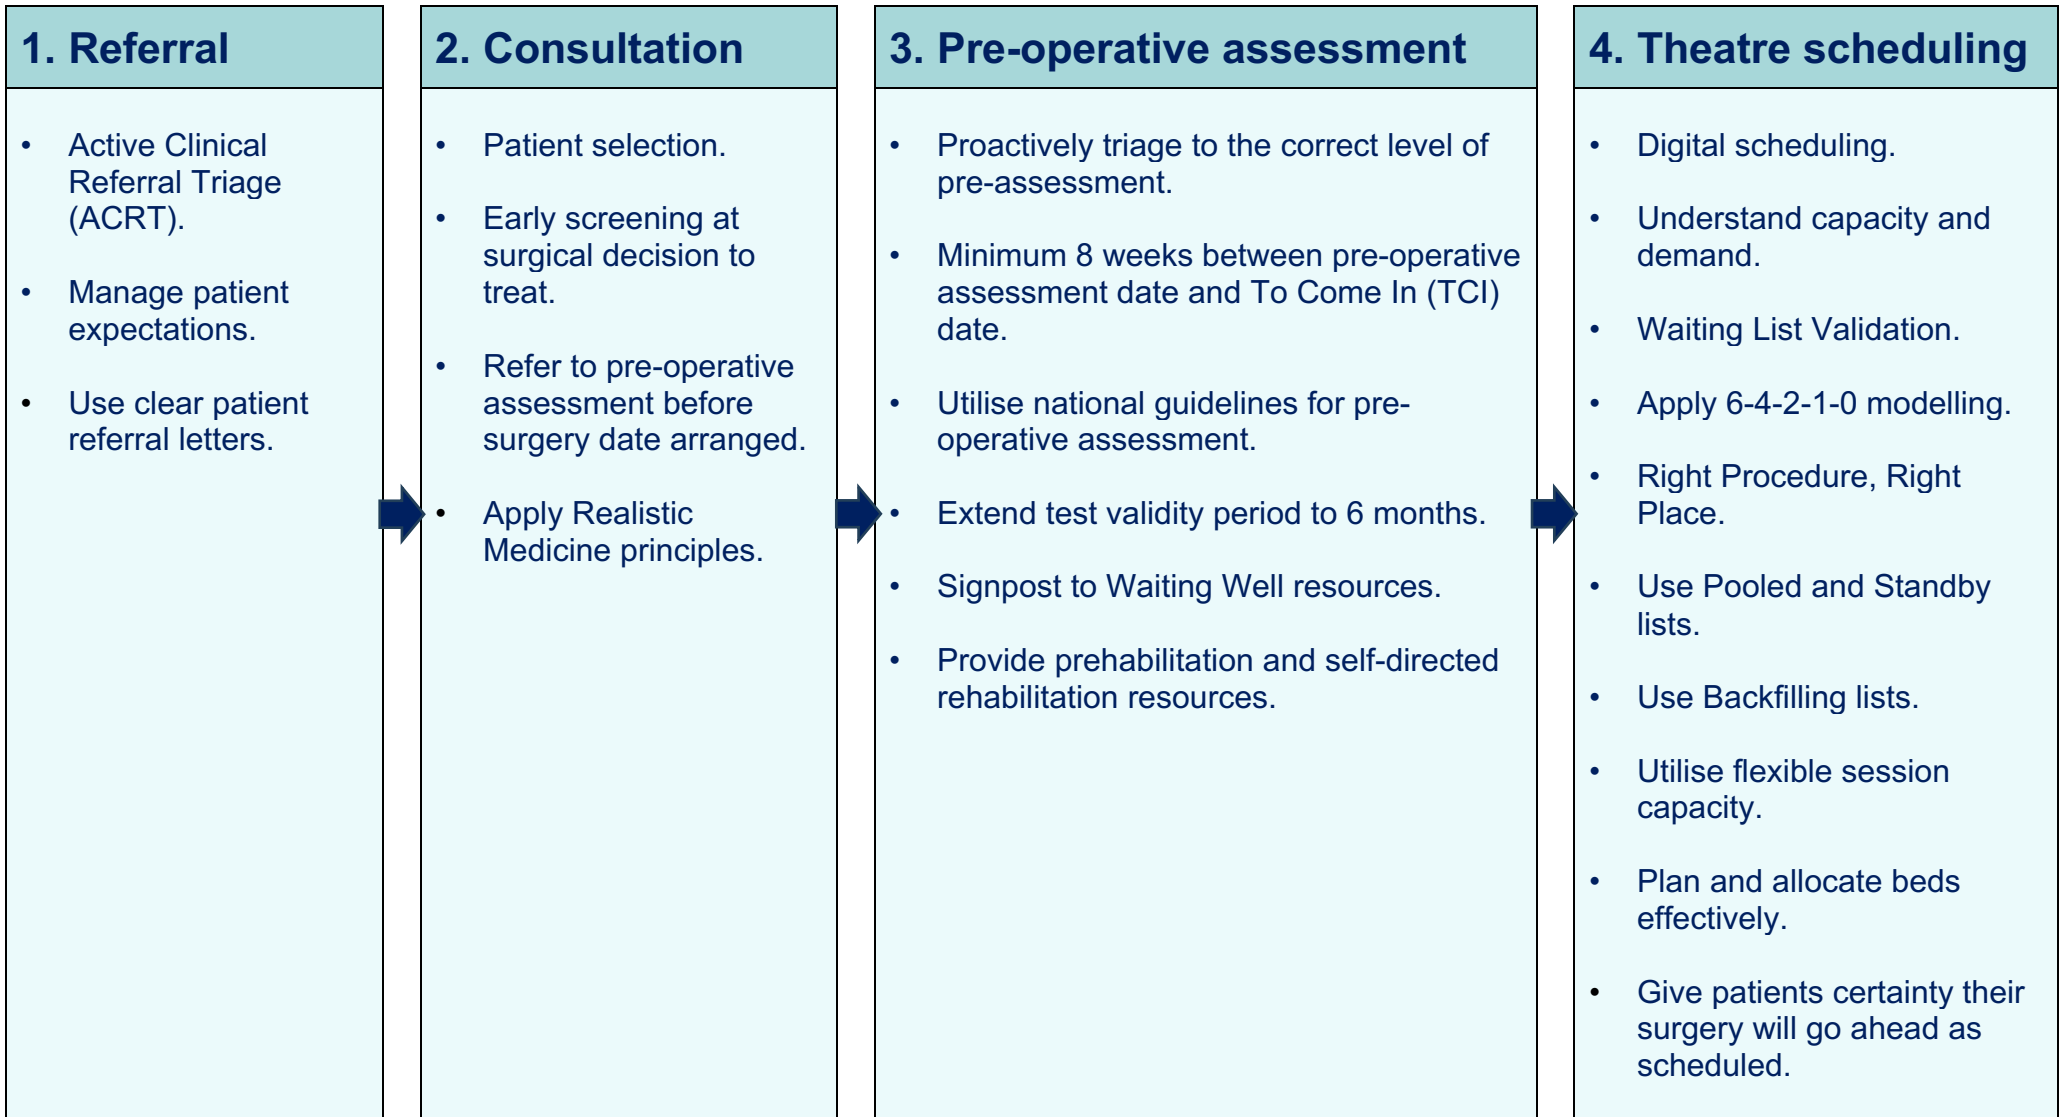 1. Referral
• Active Clinical
Referral Triage
(ACRT).
• Manage patient
expectations.
• Use clear patient
referral letters.
2. Consultation
• Patient selection.
• Early screening at
surgical decision to
treat.
• Refer to pre-operative
assessment before
surgery date arranged.
• Apply Realistic
Medicine principles.
3. Pre-operative assessment
• Proactively triage to the correct level of
pre-assessment.
• Minimum 8 weeks between pre-operative
assessment date and To Come In (TCI)
date.
• Utilise national guidelines for pre-
operative assessment.
• Extend test validity period to 6 months.
• Signpost to Waiting Well resources.
• Provide prehabilitation and self-directed
rehabilitation resources.
4. Theatre scheduling
• Digital scheduling.
• Understand capacity and
demand.
• Waiting List Validation.
• Apply 6-4-2-1-0 modelling.
• Right Procedure, Right
Place.
• Use Pooled and Standby
lists.
• Use Backfilling lists.
• Utilise flexible session
capacity.
• Plan and allocate beds
effectively.
• Give patients certainty their
surgery will go ahead as
scheduled.